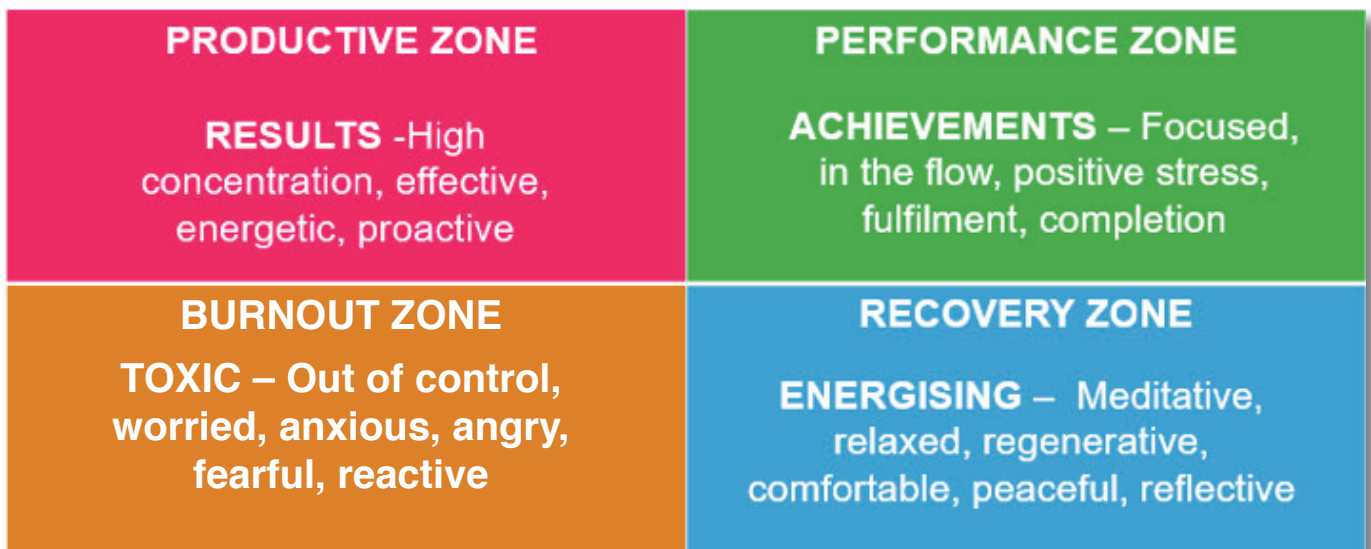 PRODUCTIVE ZONE
RESULTS -High
concentration, effective,
energetic, proactive
PERFORMANCE ZONE
ACHIEVEMENTS – Focused,
in the flow, positive stress,
fulfilment, completion
BURNOUT ZONE
TOXIC – Out of control,
worried, anxious, angry,
fearful, reactive
RECOVERY ZONE
ENERGISING – Meditative,
relaxed, regenerative,
comfortable, peaceful, reflective